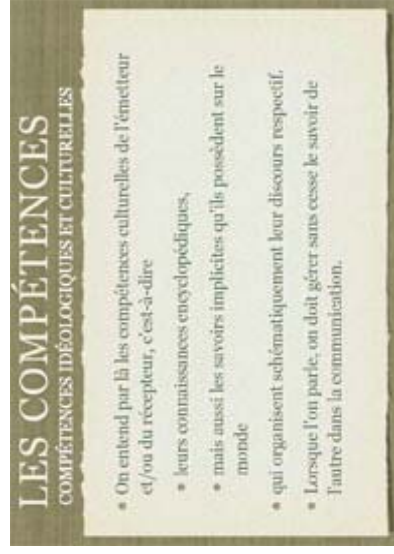 LES COMPÉTENCES
COMPÉTENCES IDÉOLOGIQUES ET CULTURELLES
• On entend par là les compétences culturelles de l'émetteur
et/ou du récepteur, c'est-à-dire
• leurs connaissances encyclopédiques,
• mais aussi les savoirs implicites qu'ils possèdent sur le
monde
• qui organisent schématiquement leur discours respectif.
• Lorsque l'on parle, on doit gérer sans cesse le savoir de
l'autre dans la communication.